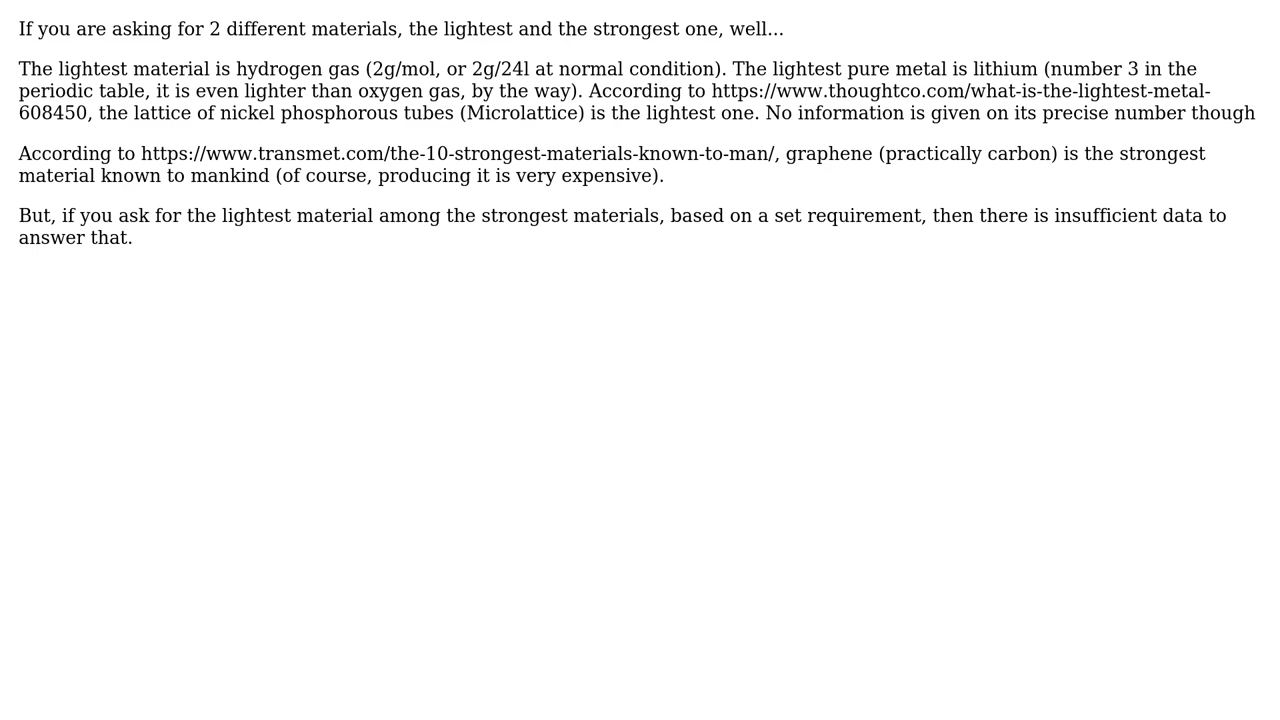 If you are asking for 2 different materials, the lightest and the strongest one, well...
The lightest material is hydrogen gas (2g/mol, or 2g/24l at normal condition). The lightest pure metal is lithium (number 3 in the
periodic table, it is even lighter than oxygen gas, by the way). According to https://www.thoughtco.com/what-is-the-lightest-metal-
608450, the lattice of nickel phosphorous tubes (Microlattice) is the lightest one. No information is given on its precise number though
According to https://www.transmet.com/the-10-strongest-materials-known-to-man/, graphene (practically carbon) is the strongest
material known to mankind (of course, producing it is very expensive).
But, if you ask for the lightest material among the strongest materials, based on a set requirement, then there is insufficient data to
answer that.